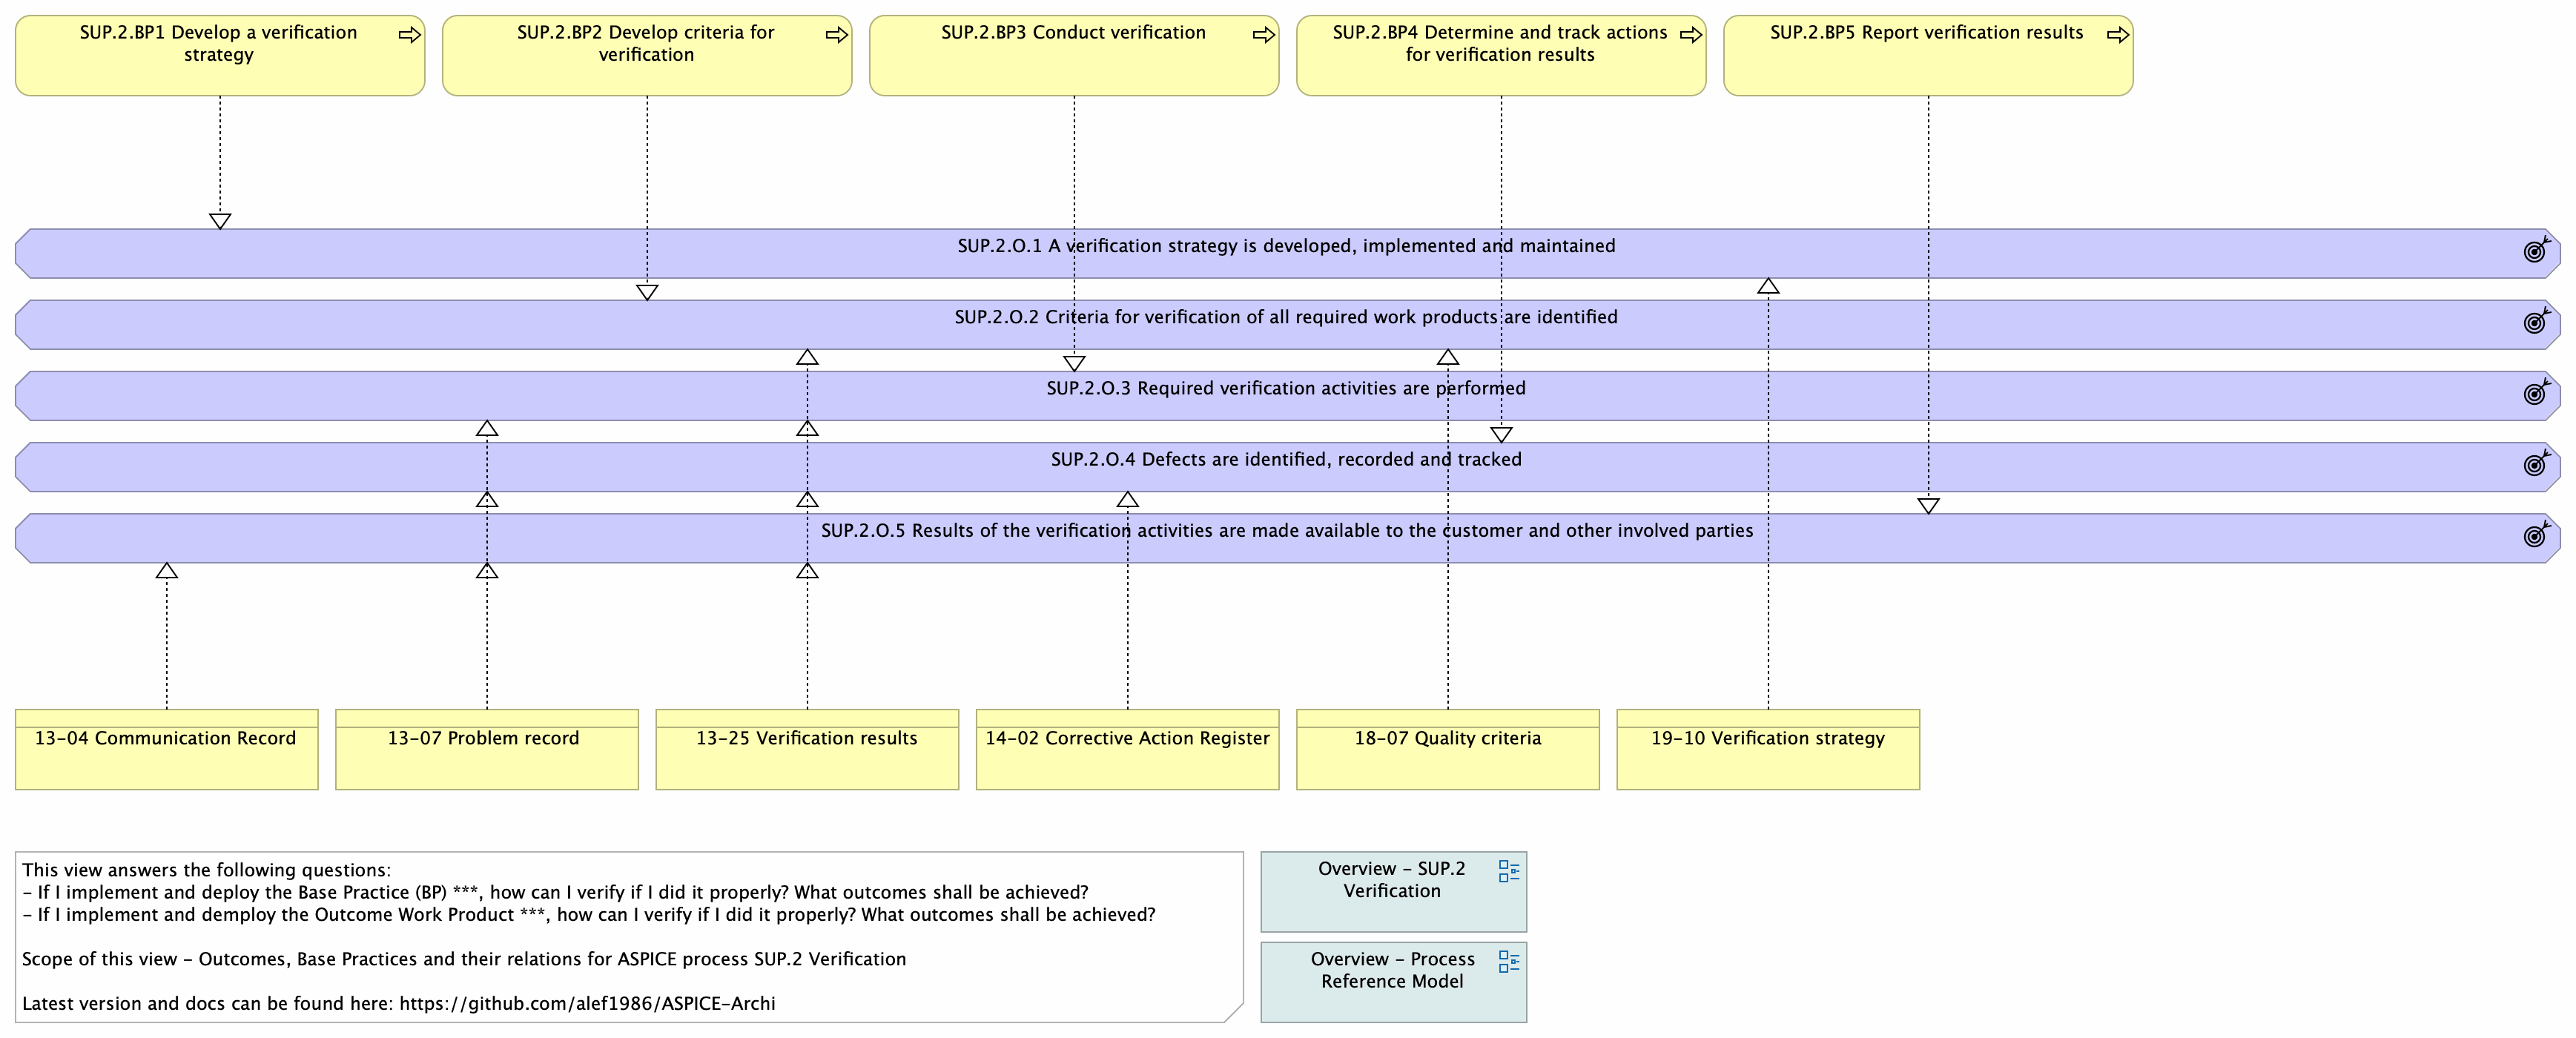 SUP.2.BP1 Develop a verification
strategy
SUP.2.BP2 Develop criteria for
verification
SUP.2.BP3 Conduct verification
SUP.2.BP4 Determine and track actions
for verification results
SUP.2.BP5 Report verification results
SUP.2.O.1 A verification strategy is developed, implemented and maintained
SUP.2.O.2 Criteria for verification of all required work products are identified
SUP.2.O.3 Required verification activities are performed
SUP.2.O.4 Defects are identified, recorded and tracked
SUP.2.O.5 Results of the verification activities are made available to the customer and other involved parties
13-04 Communication Record
13-07 Problem record
13-25 Verification results
14-02 Corrective Action Register
18-07 Quality criteria
19-10 Verification strategy
This view answers the following questions:
- If I implement and deploy the Base Practice (BP) ***, how can I verify if I did it properly? What outcomes shall be achieved?
- If I implement and demploy the Outcome Work Product ***, how can I verify if I did it properly? What outcomes shall be achieved?
Scope of this view - Outcomes, Base Practices and their relations for ASPICE process SUP.2 Verification
Latest version and docs can be found here: https://github.com/alef1986/ASPICE-Archi
Overview - SUP.2
Verification
Overview - Process
Reference Model